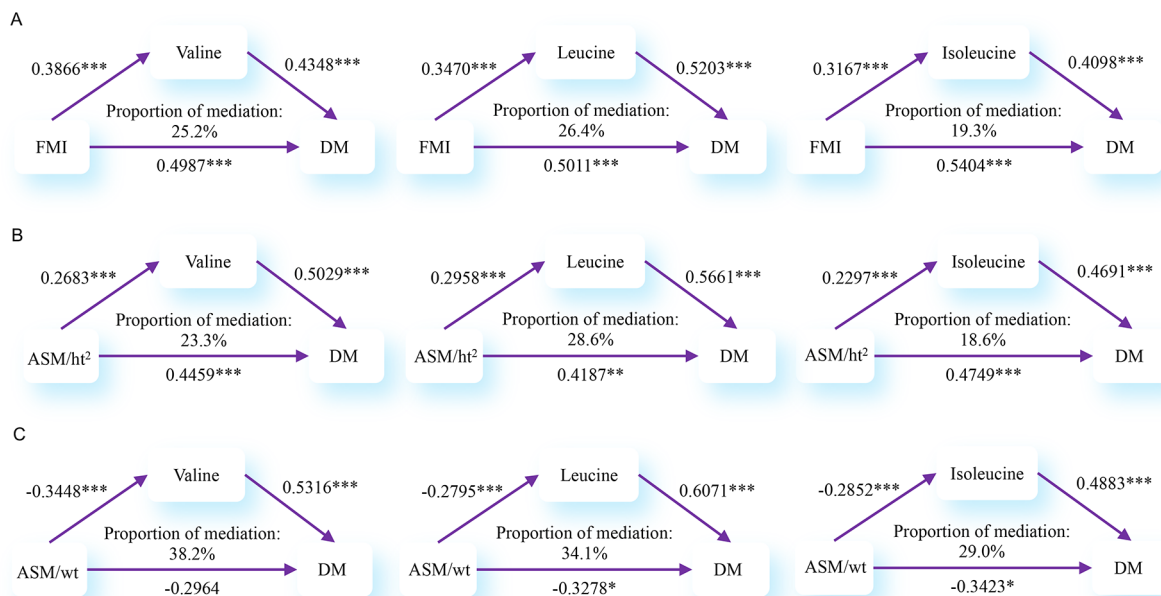 A
Valine
Leucine
Isoleucine
0.3866*** 0.4348*** 0.3470*** 0.5203*** 0.3167*** 0.4098***
Proportion of mediation: Proportion of mediation: Proportion of mediation:
25.2% 26.4% 19.3%
FMI DM FMI DM FMI DM
0.4987*** 0.5011*** 0.5404***
B
Valine Leucine Isoleucine
0.2683*** 0.5029*** 0.2958*** 0.5661*** 0.2297*** 0.4691***
Proportion of mediation: Proportion of mediation: Proportion of mediation:
23.3% 28.6% 18.6%
ASM/ht² DM ASM/ht² DM ASM/ht² DM
0.4459*** 0.4187** 0.4749***
C
Valine Leucine Isoleucine
-0.3448*** 0.5316*** -0.2795*** 0.6071*** -0.2852*** 0.4883***
Proportion of mediation: Proportion of mediation: Proportion of mediation:
38.2% 34.1% 29.0%
ASM/wt DM ASM/wt DM ASM/wt DM
-0.2964 -0.3278* -0.3423*